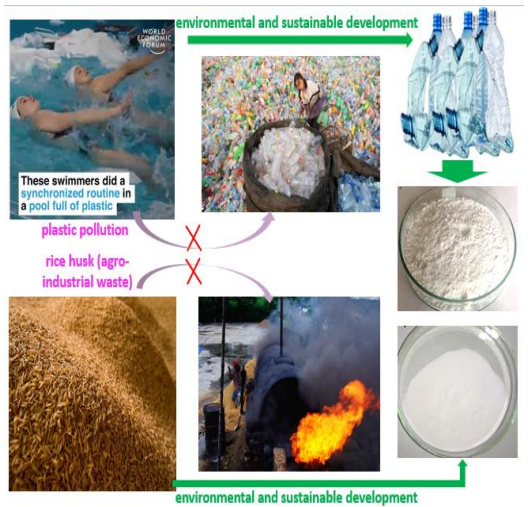 environmental and sustainable development
WORLD
ECONOMIC
FORUM
These swimmers did a
synchronized routine in
a pool full of plastic
plastic pollution
rice husk (agro-
industrial waste)
environmental and sustainable development